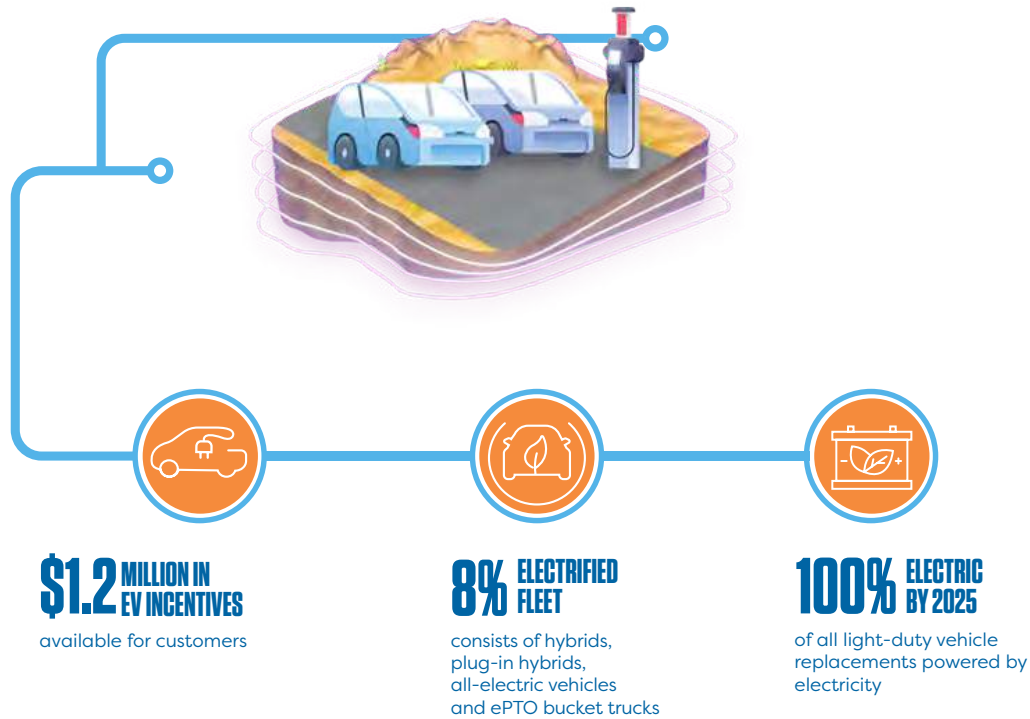 $1.2 MILLION IN
EV INCENTIVES
available for customers
8% ELECTRIFIED
FLEET
consists of hybrids,
plug-in hybrids,
all-electric vehicles
and ePTO bucket trucks
100% ELECTRIC
BY 2025
of all light-duty vehicle
replacements powered by
electricity